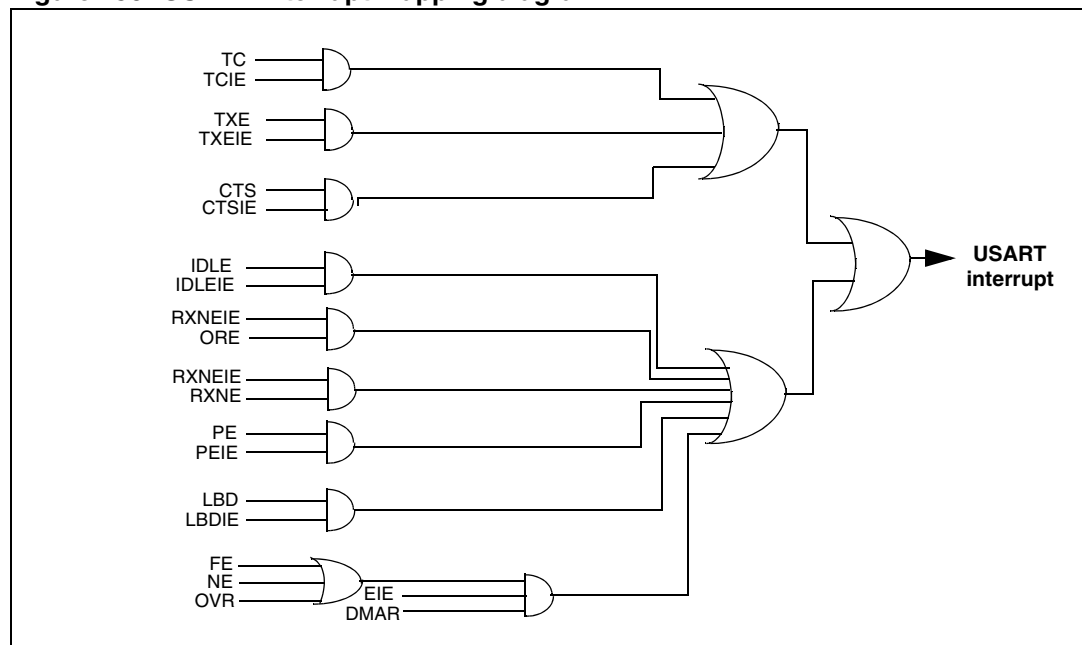 TC
TCIE
TXE
TXEIE
CTS
CTSIE
IDLE
IDLEIE
RXNEIE
ORE
RXNEIE
RXNE
PE
PEIE
LBD
LBDIE
FE
NE
OVR
EIE
DMAR
USART
interrupt